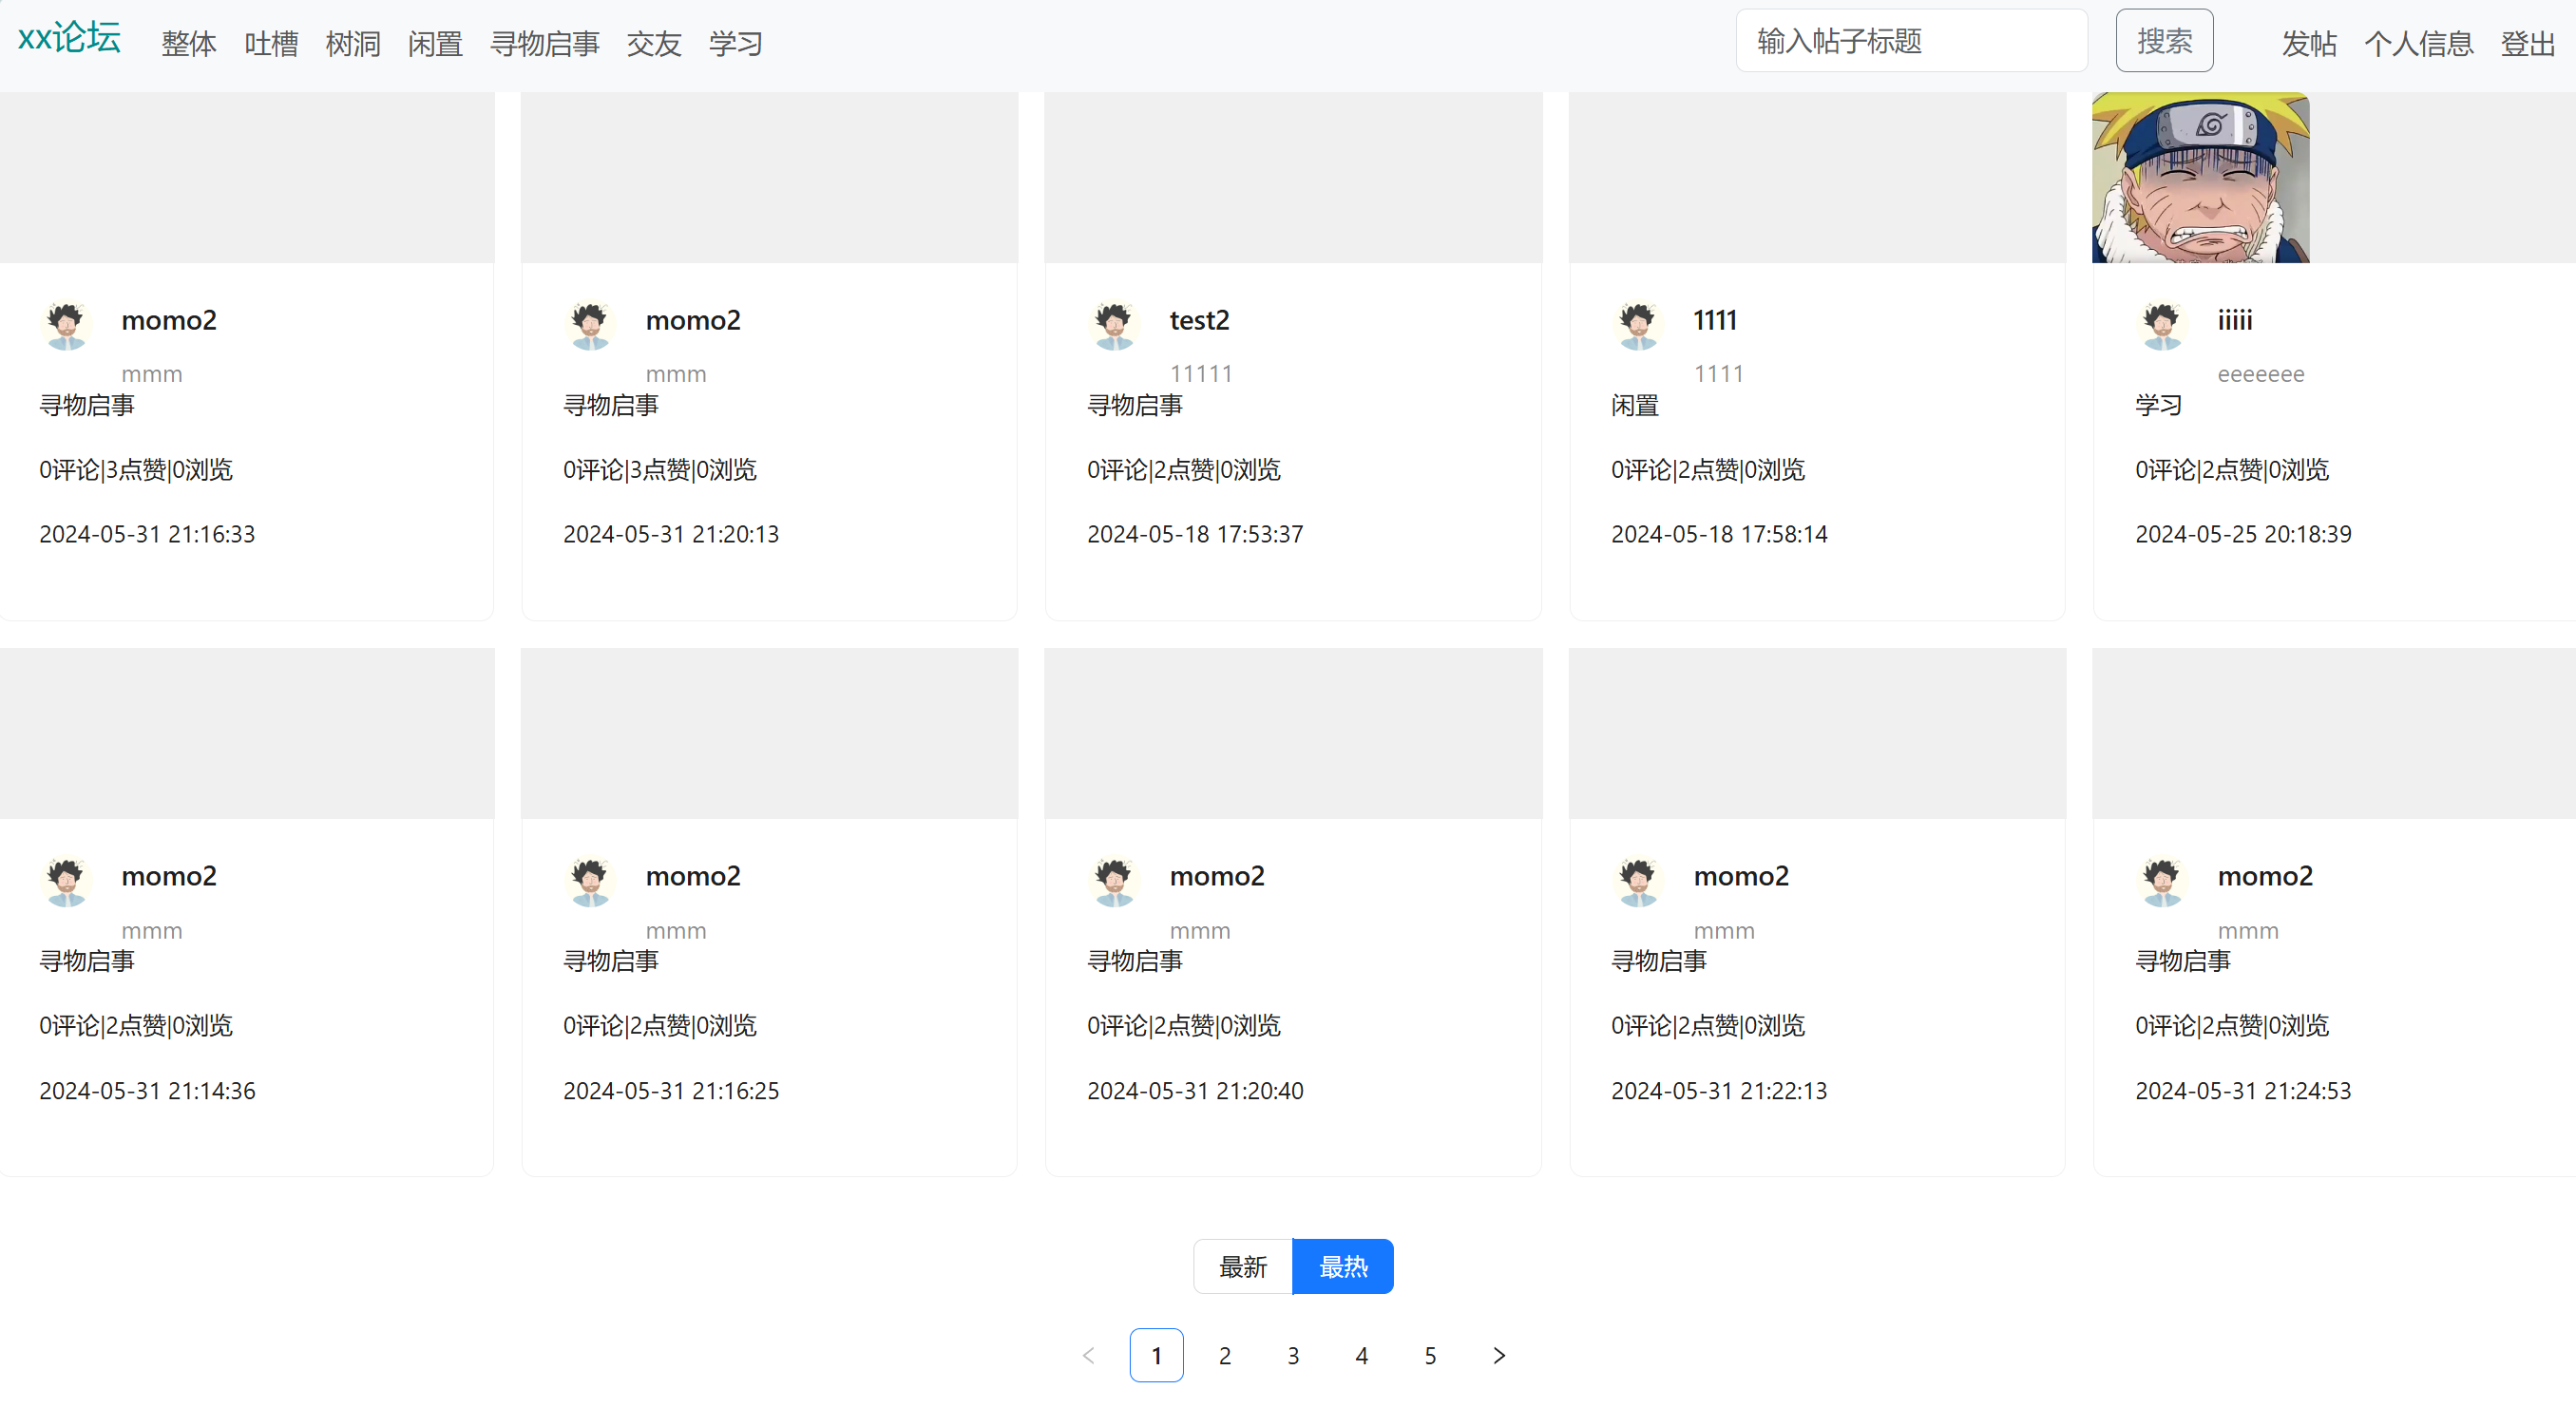 xx论坛 整体 吐槽 树洞 闲置 寻物启事 交友 学习 输入帖子标题 搜索 发帖 个人信息 登出
momo2
mmm
寻物启事
0评论|3点赞|0浏览
2024-05-31 21:16:33
momo2
mmm
寻物启事
0评论|3点赞|0浏览
2024-05-31 21:20:13
test2
11111
寻物启事
0评论|2点赞|0浏览
2024-05-18 17:53:37
1111
1111
闲置
0评论|2点赞|0浏览
2024-05-18 17:58:14
iiiii
eeeeeee
学习
0评论|2点赞|0浏览
2024-05-25 20:18:39
momo2
mmm
寻物启事
0评论|2点赞|0浏览
2024-05-31 21:14:36
momo2
mmm
寻物启事
0评论|2点赞|0浏览
2024-05-31 21:16:25
momo2
mmm
寻物启事
0评论|2点赞|0浏览
2024-05-31 21:20:40
momo2
mmm
寻物启事
0评论|2点赞|0浏览
2024-05-31 21:22:13
momo2
mmm
寻物启事
0评论|2点赞|0浏览
2024-05-31 21:24:53
最新 最热
< 1 2 3 4 5 >